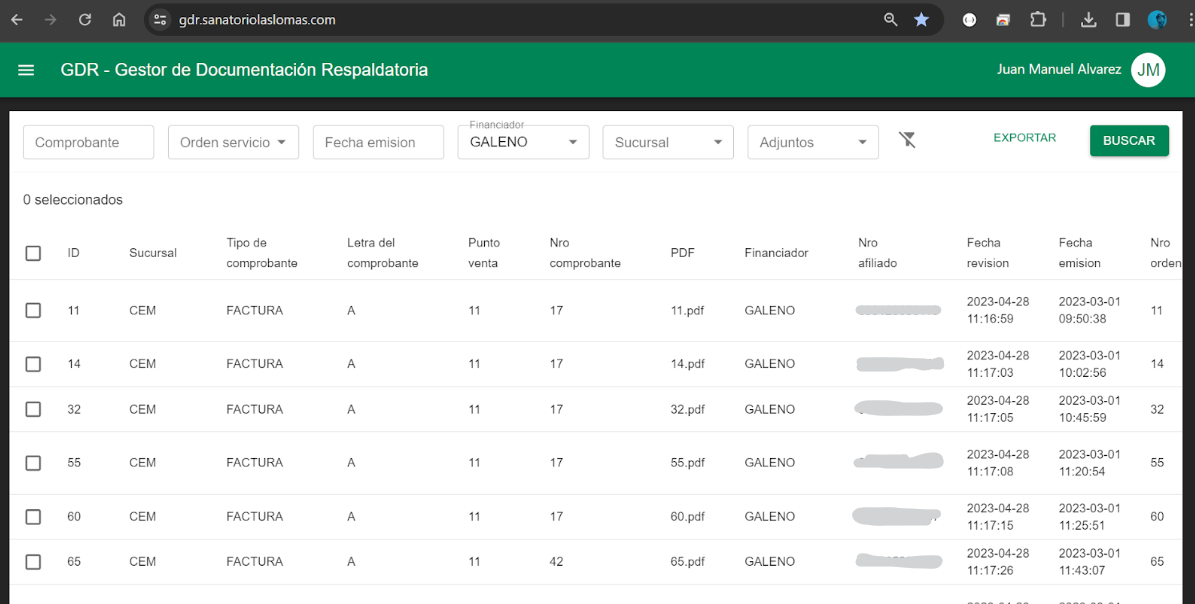 gdr.sanatoriolaslomas.com
GDR - Gestor de Documentación Respaldatoria
Juan Manuel Alvarez JM
Financiador
Comprobante Orden servicio Fecha emision GALENO Sucursal Adjuntos EXPORTAR BUSCAR
0 seleccionados
ID Sucursal Tipo de comprobante Letra del comprobante Punto venta Nro comprobante PDF Financiador Nro afiliado Fecha revision Fecha emision Nro orden
11 CEM FACTURA A 11 17 11.pdf GALENO 2023-04-28 11:16:59 2023-03-01 09:50:38 11
14 CEM FACTURA A 11 17 14.pdf GALENO 2023-04-28 11:17:03 2023-03-01 10:02:56 14
32 CEM FACTURA A 11 17 32.pdf GALENO 2023-04-28 11:17:05 2023-03-01 10:45:59 32
55 CEM FACTURA A 11 17 55.pdf GALENO 2023-04-28 11:17:08 2023-03-01 11:20:54 55
60 CEM FACTURA A 11 17 60.pdf GALENO 2023-04-28 11:17:15 2023-03-01 11:25:51 60
65 CEM FACTURA A 11 42 65.pdf GALENO 2023-04-28 11:17:26 2023-03-01 11:43:07 65